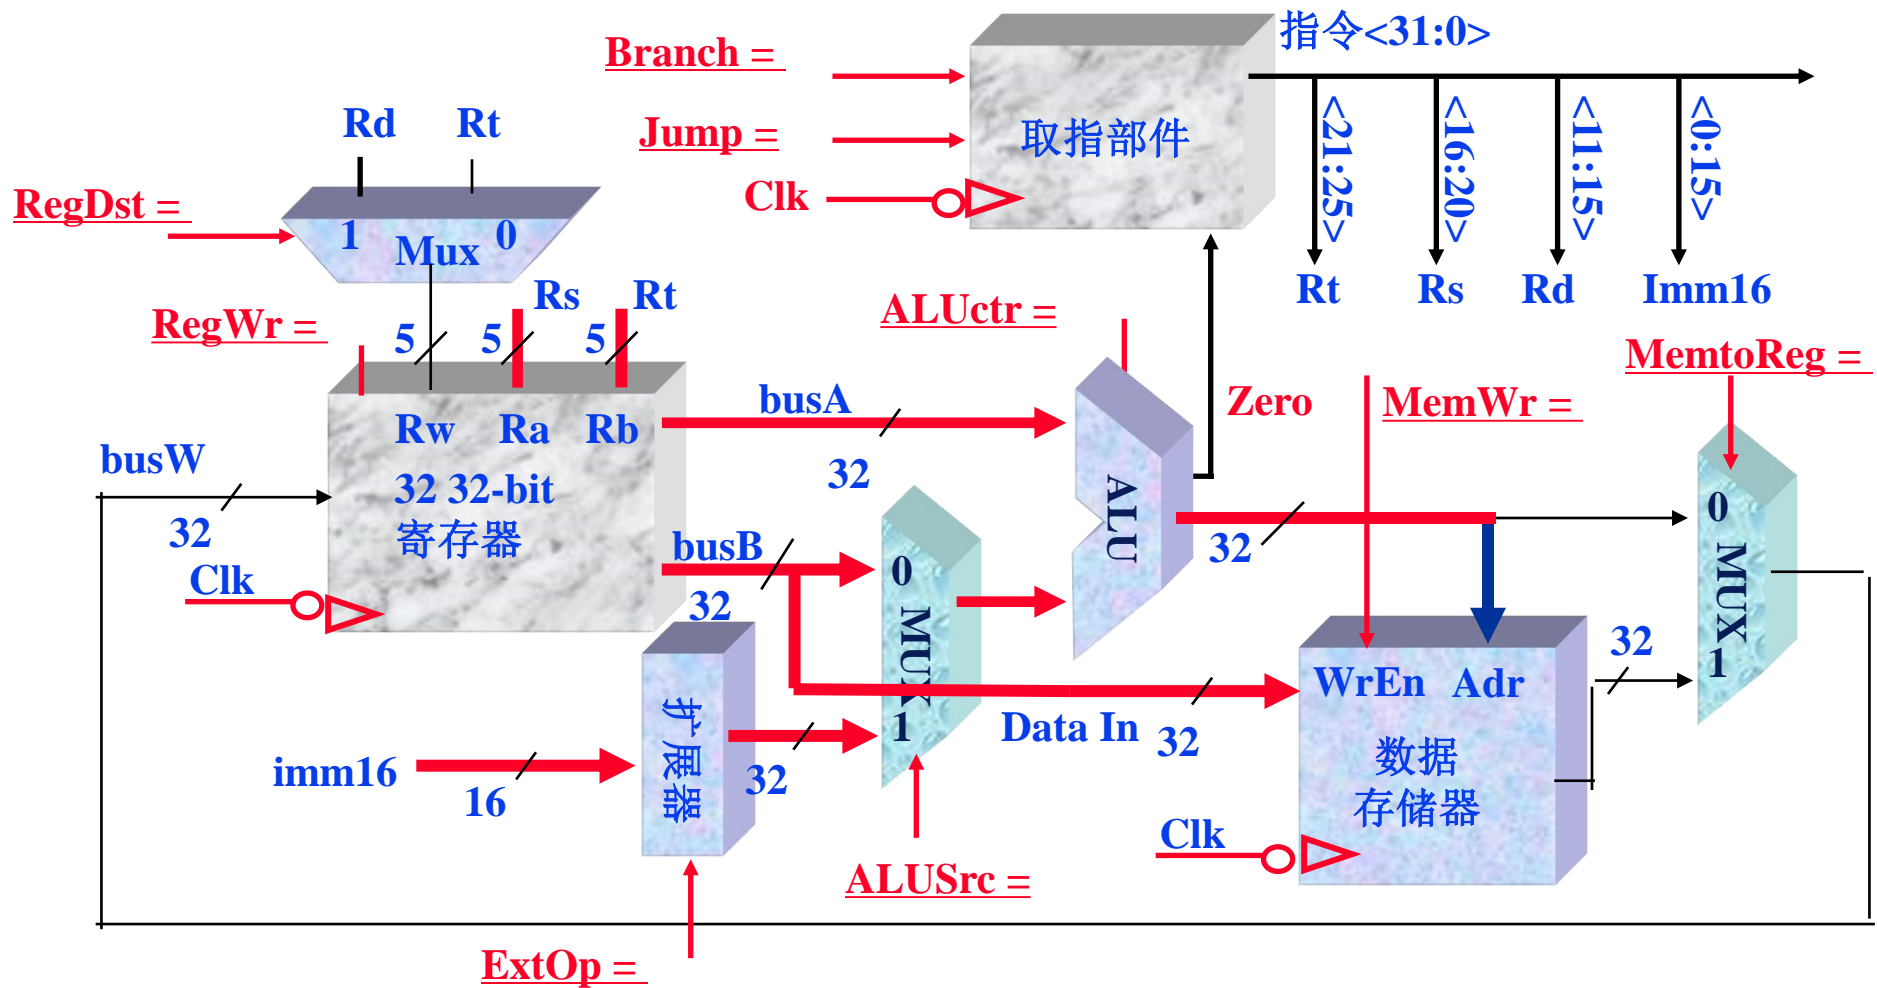 指令<31:0>
Branch =
Jump =
Clk
取指部件
<21:25>
<16:20>
<11:15>
<0:15>
Rt
Rs
Rd
Imm16
Rd
Rt
RegDst =
1
Mux
0
RegWr =
5
5
Rs
5
Rt
ALUctr =
MemtoReg =
Rw
Ra
Rb
32 32-bit
寄存器
busW
32
Clk
busA
32
busB
32
ALU
Zero
MemWr =
32
0
MUX
1
0
MUX
1
32
WrEn
Adr
数据
存储器
Clk
Data In
32
imm16
16
扩展器
32
ALUSrc =
ExtOp =